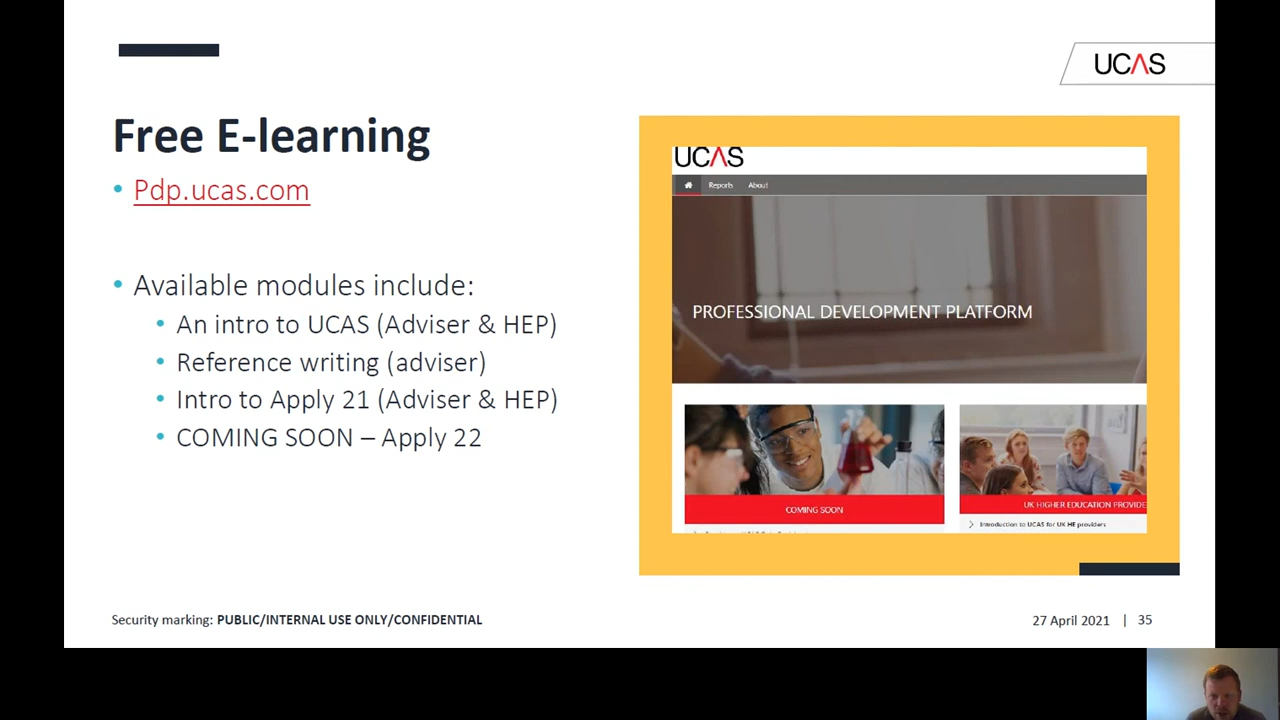 UCAS
Free E-learning
Pdp.ucas.com
Available modules include:
An intro to UCAS (Adviser & HEP)
Reference writing (adviser)
Intro to Apply 21 (Adviser & HEP)
COMING SOON – Apply 22
UCAS
Reports About
PROFESSIONAL DEVELOPMENT PLATFORM
COMING SOON
UK HIGHER EDUCATION PROVIDE
Introduction to UCAS for UK HE providers
Security marking: PUBLIC/INTERNAL USE ONLY/CONFIDENTIAL
27 April 2021 | 35